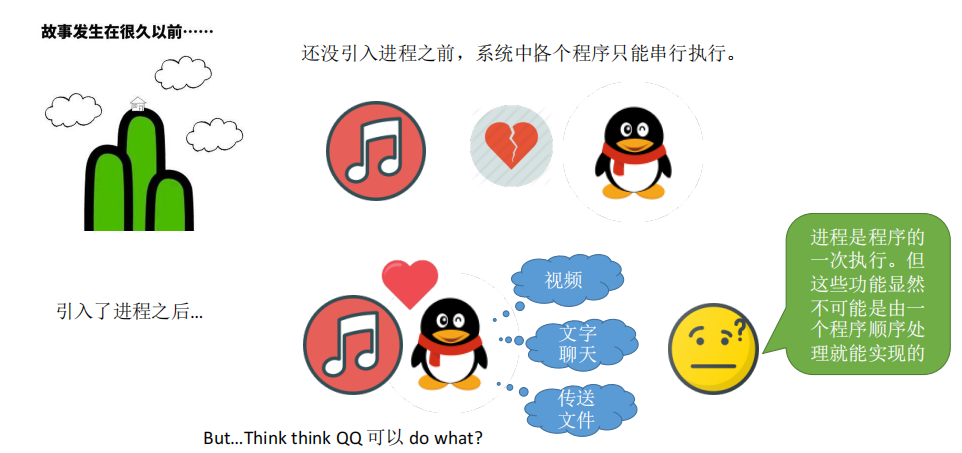 故事发生在很久以前……
还没引入进程之前，系统中各个程序只能串行执行。
进程是程序的
一次执行。但
这些功能显然
不可能是由一
个程序顺序处
理就能实现的
视频
引入了进程之后...
文字
聊天
?
传送
文件
But...Think think QQ 可以 do what?